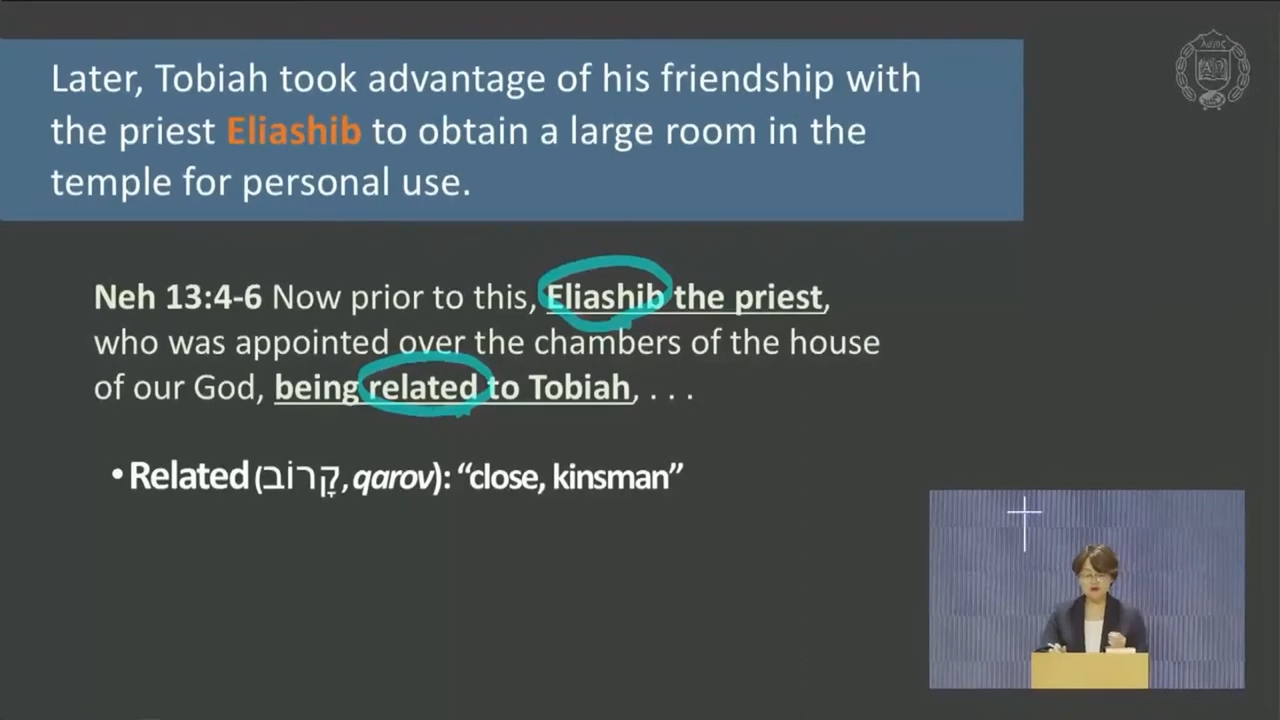 Later, Tobiah took advantage of his friendship with
the priest Eliashib to obtain a large room in the
temple for personal use.
Neh 13:4-6 Now prior to this, Eliashib the priest,
who was appointed over the chambers of the house
of our God, being related to Tobiah, . . .
• Related (קָרוֹב, qarov): “close, kinsman”